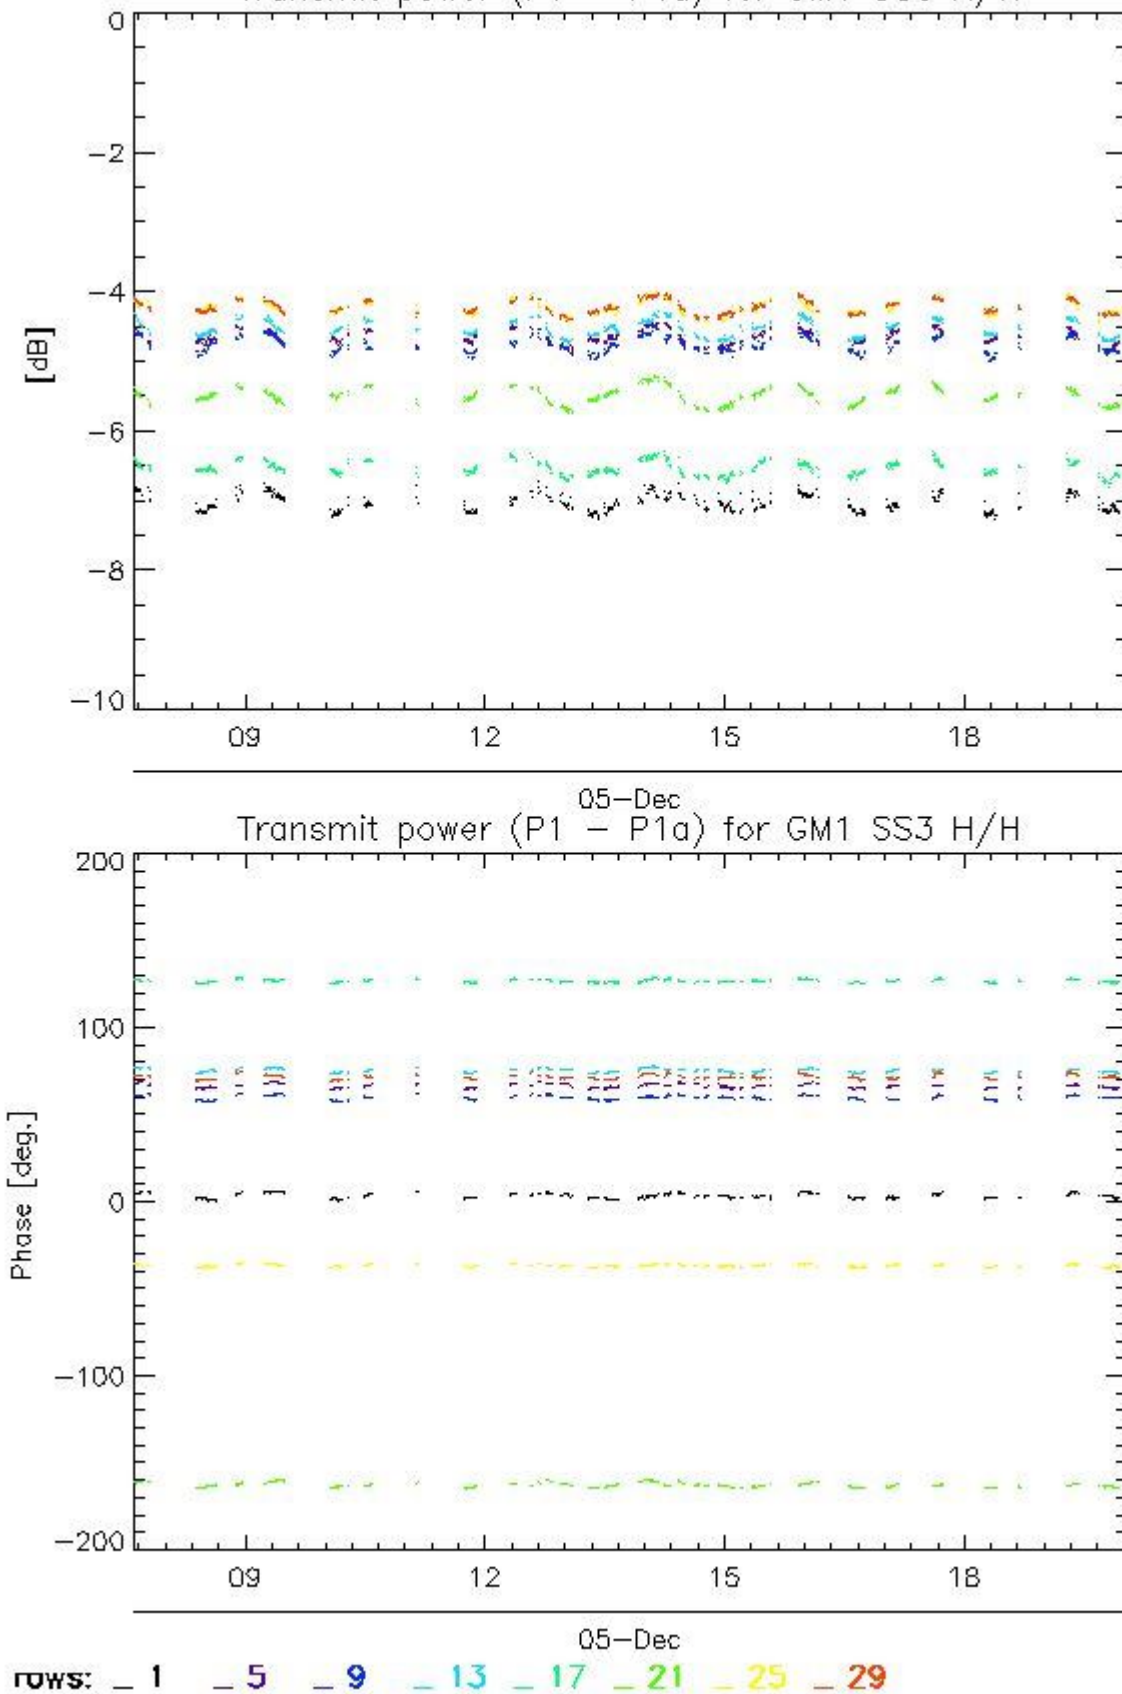 0
−2
−4
−6
−8
−10
[dB]
09 12 15 18
05−Dec
Transmit power (P1 − P1a) for GM1 SS3 H/H
200
100
0
−100
−200
Phase [deg.]
09 12 15 18
05−Dec
rows: _ 1 _ 5 _ 9 _ 13 _ 17 _ 21 _ 25 _ 29